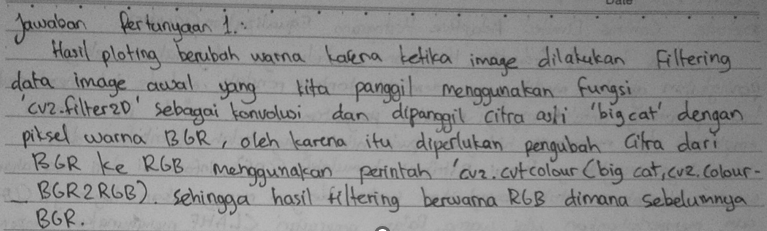 Jawaban Pertanyaan 1.:
Hasil ploting berubah warna karena ketika image dilakukan Filtering
data image awal yang kita panggil menggunakan fungsi
'cv2.filter2D' sebagai konvolusi dan dipanggil citra asli 'big cat' dengan
piksel warna BGR, oleh karena itu diperlukan pengubah Citra dari
BGR ke RGB menggunakan perintah 'cv2.cvtcolour (big cat, cv2.Colour-
BGR2RGB). Sehingga hasil filtering berwarna RGB dimana sebelumnya
BGR.